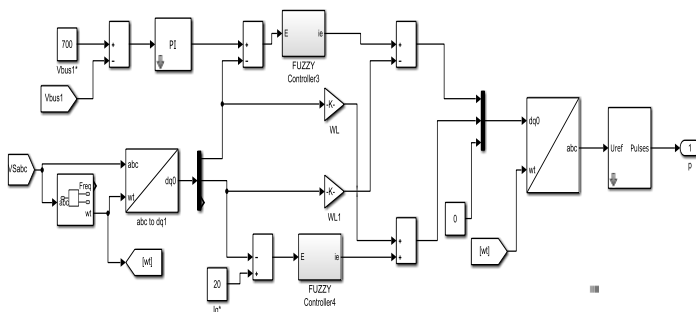 700
Vbus1*
+
-
PI
+
-
E
ie
FUZZY
Controller3
+
-
Vbus1
-K-
WL
VSabc
abc
Freq
wt
abc
wt
dq0
abc to dq1
[wt]
-K-
WL1
-
+
E
ie
FUZZY
Controller4
20
+
+
0
[wt]
dq0
wt
abc
Uref
Pulses
1
p